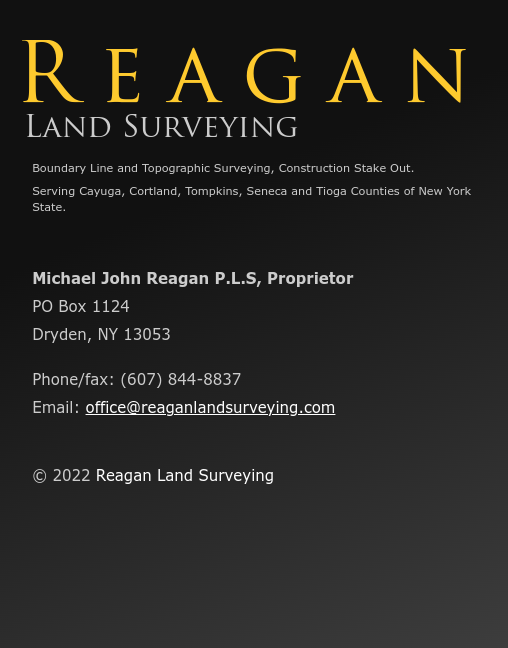 REAGAN
LAND SURVEYING
Boundary Line and Topographic Surveying, Construction Stake Out.
Serving Cayuga, Cortland, Tompkins, Seneca and Tioga Counties of New York
State.
Michael John Reagan P.L.S, Proprietor
PO Box 1124
Dryden, NY 13053
Phone/fax: (607) 844-8837
Email: office@reaganlandsurveying.com
© 2022 Reagan Land Surveying